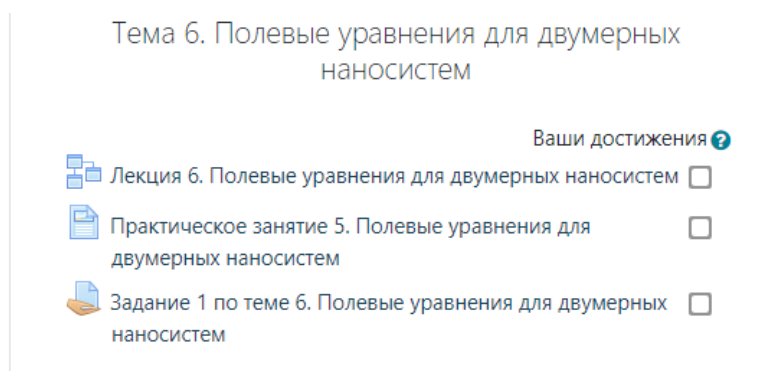 Тема 6. Полевые уравнения для двумерных
наносистем
Ваши достижения
Лекция 6. Полевые уравнения для двумерных наносистем
Практическое занятие 5. Полевые уравнения для
двумерных наносистем
Задание 1 по теме 6. Полевые уравнения для двумерных
наносистем